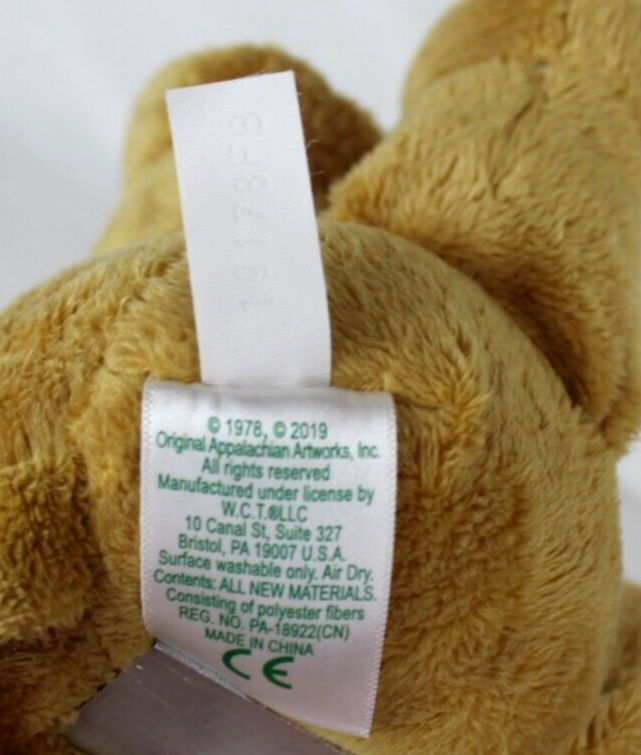 19178FB
© 1978, © 2019
Original Appalachian Artworks, Inc.
All rights reserved
Manufactured under license by
W.C.T.®LLC
10 Canal St, Suite 327
Bristol, PA 19007 U.S.A.
Surface washable only. Air Dry.
Contents: ALL NEW MATERIALS.
Consisting of polyester fibers
REG. NO. PA-18922(CN)
MADE IN CHINA
CE